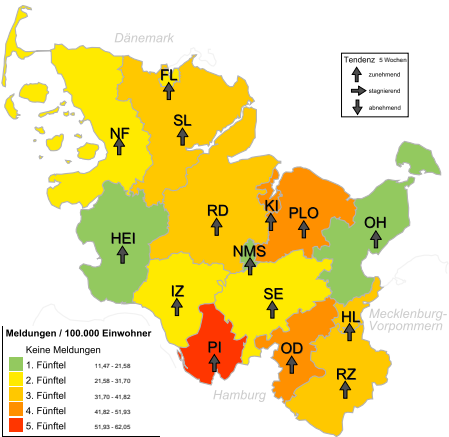 Dänemark
Tendenz 5 Wochen
zunehmend
stagnierend
abnehmend
FL
SL
NF
KI
RD
PLO
OH
HEI
NMS
IZ
SE
HL
Mecklenburg-
Vorpommern
PI
OD
RZ
Hamburg
Meldungen / 100.000 Einwohner
Keine Meldungen
1. Fünftel 11,47 - 21,58
2. Fünftel 21,58 - 31,70
3. Fünftel 31,70 - 41,82
4. Fünftel 41,82 - 51,93
5. Fünftel 51,93 - 62,05